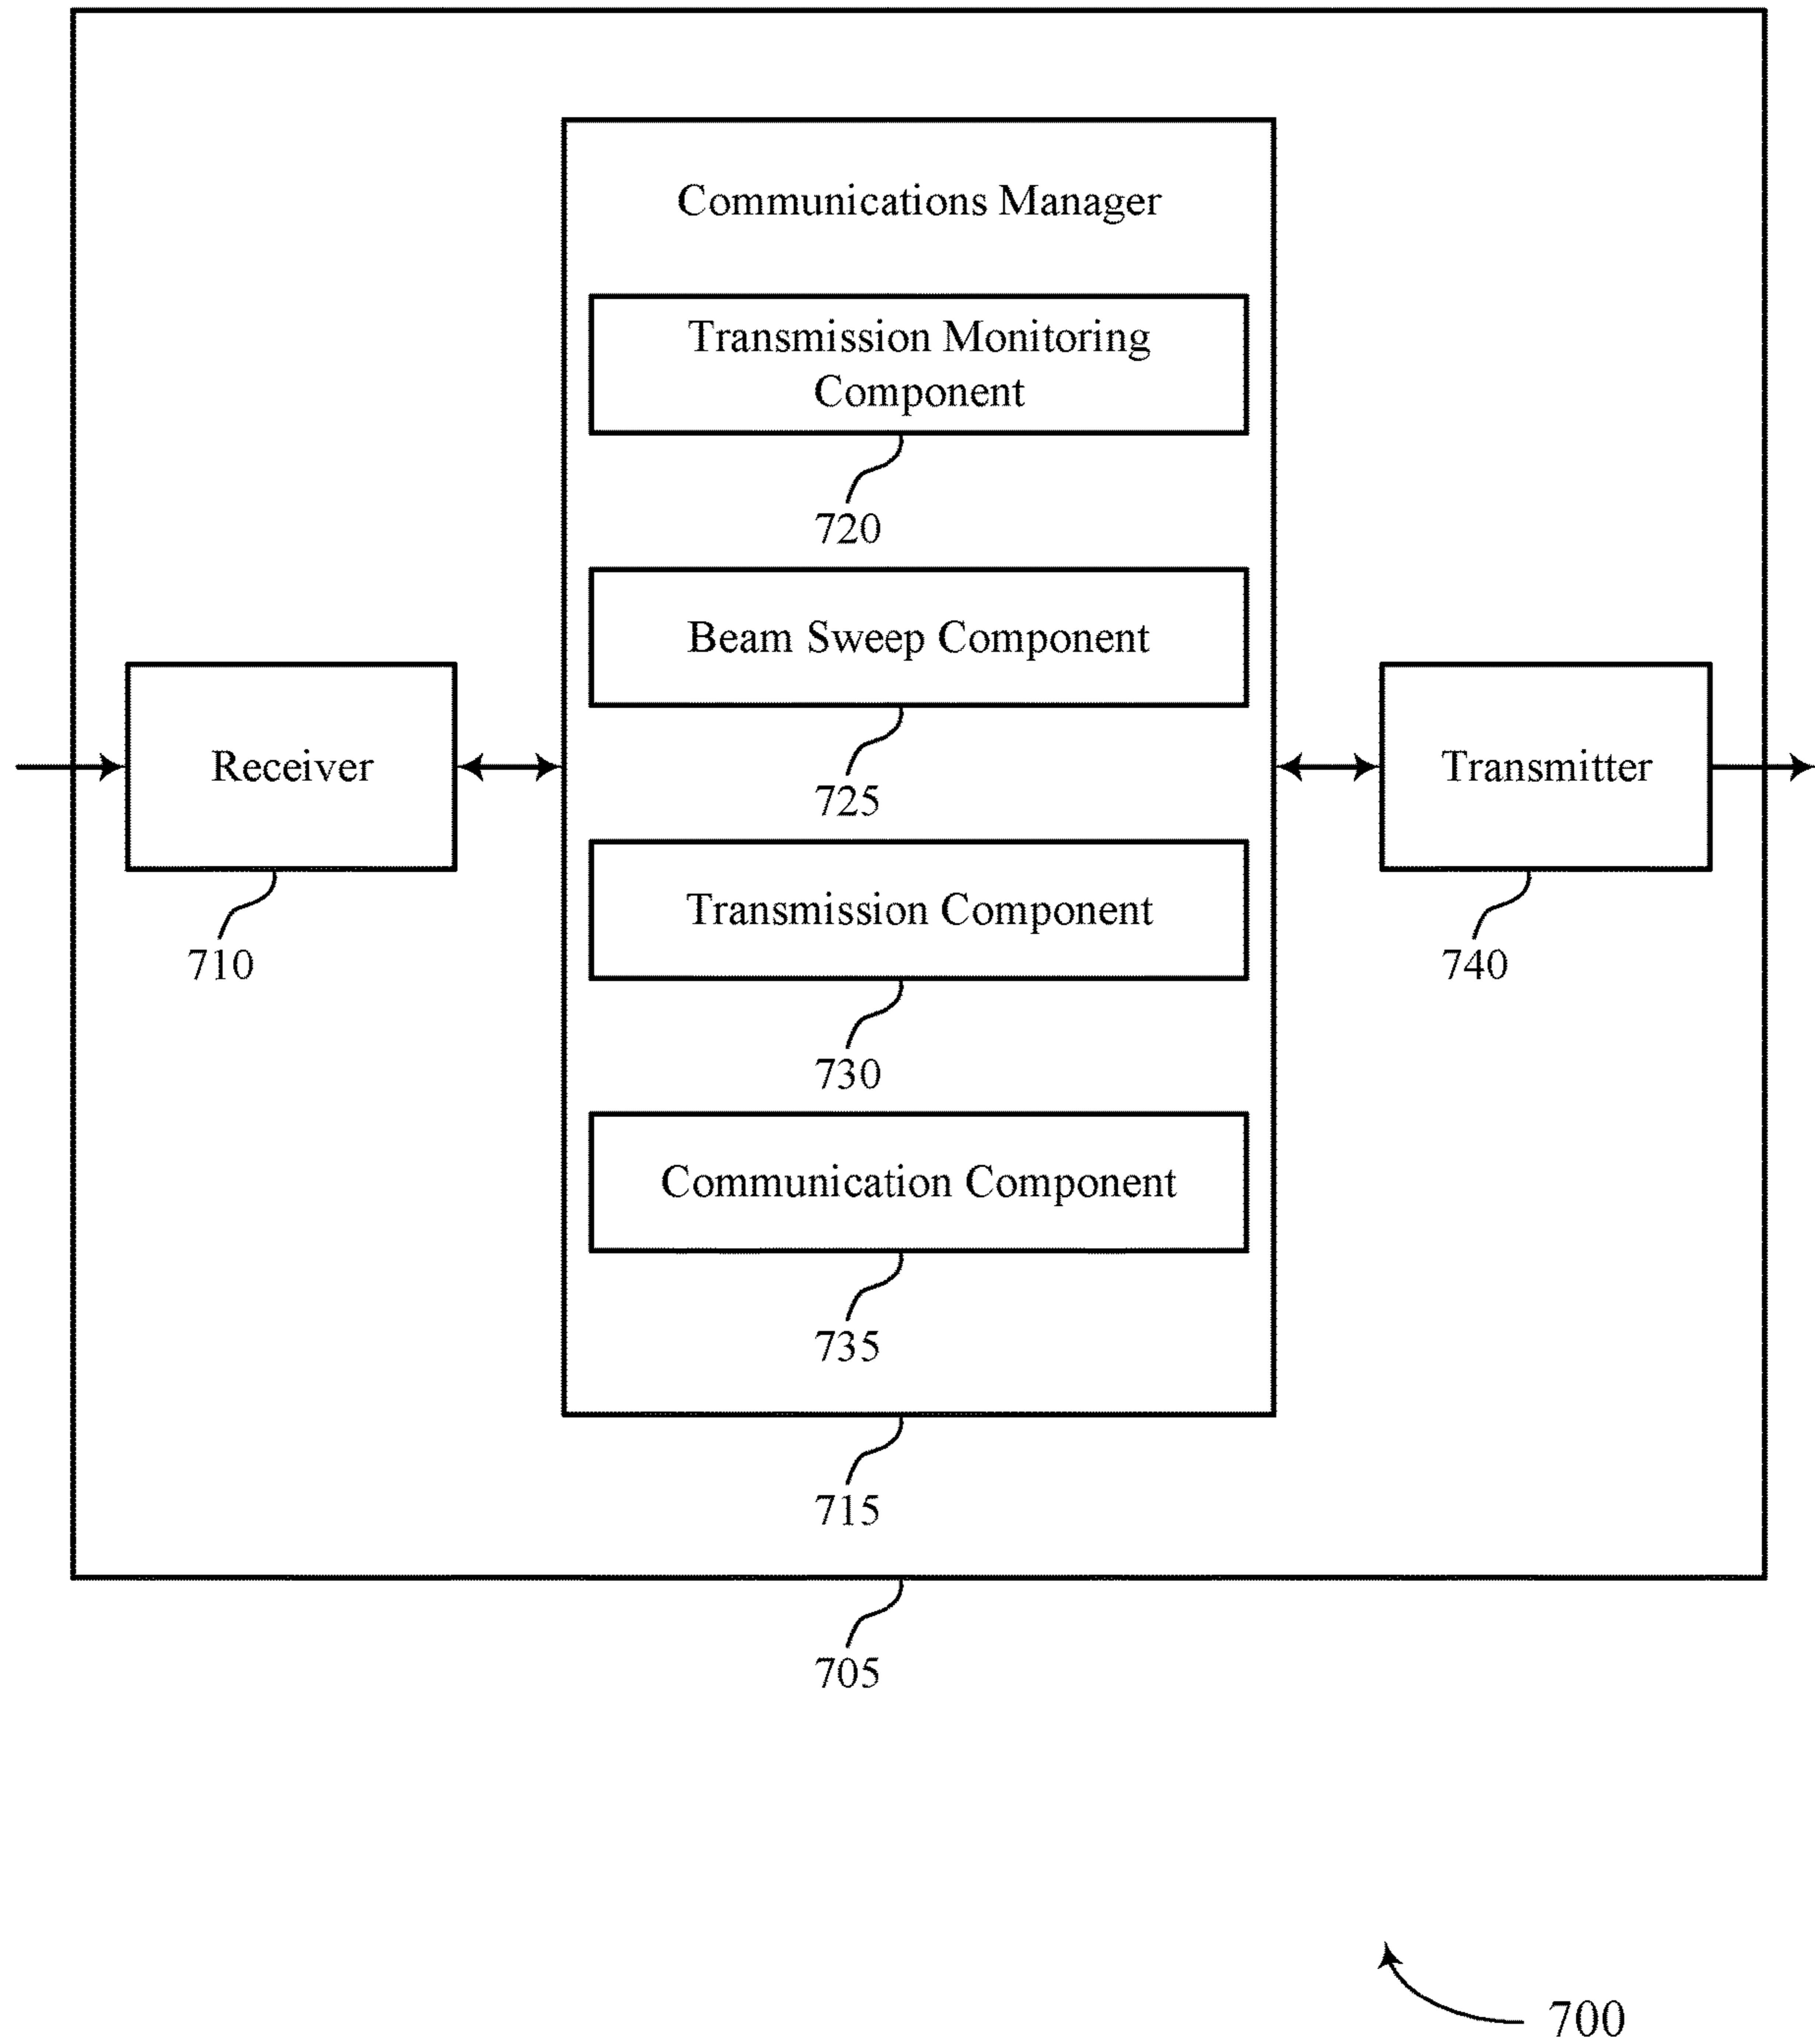 Communications Manager
Transmission Monitoring
Component
720
Beam Sweep Component
725
Receiver
710
Transmitter
740
Transmission Component
730
Communication Component
735
715
705
700